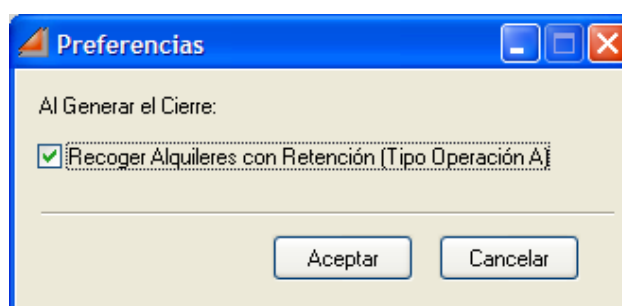 Preferencias
Al Generar el Cierre:
Recoger Alquileres con Retención (Tipo Operación A)
Aceptar Cancelar